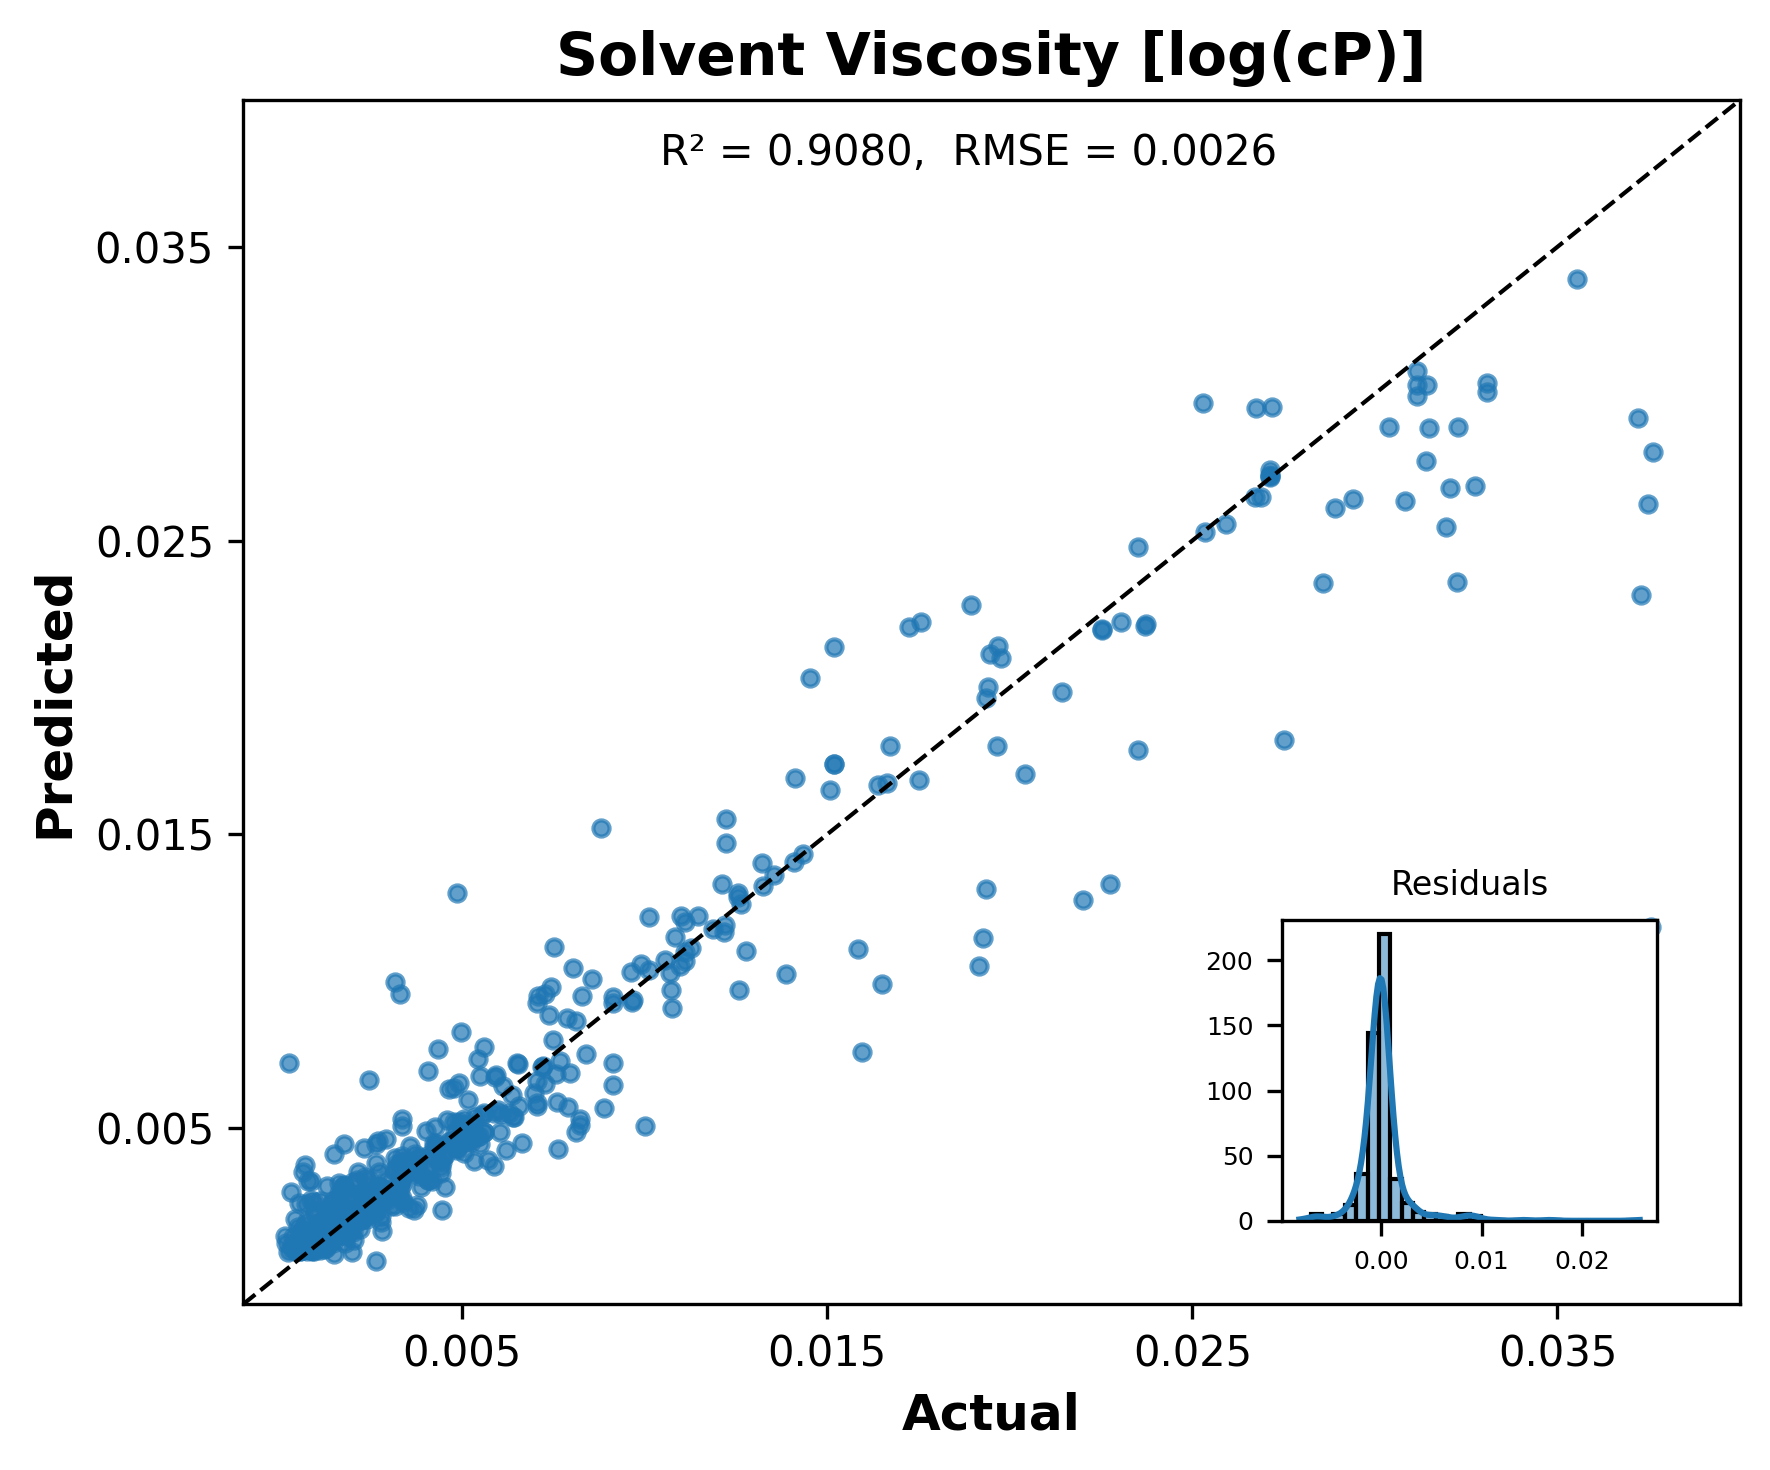 Solvent Viscosity [log(cP)]
R² = 0.9080,  RMSE = 0.0026
0.035
0.025
0.015
0.005
Predicted
Residuals
200
150
100
50
0
0.00 0.01 0.02
0.005 0.015 0.025 0.035
Actual